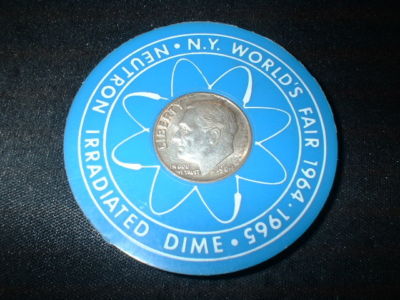 NEUTRON IRRADIATED DIME • N.Y. WORLD'S FAIR 1964 • 1965 •
LIBERTY
IN GOD
WE TRUST